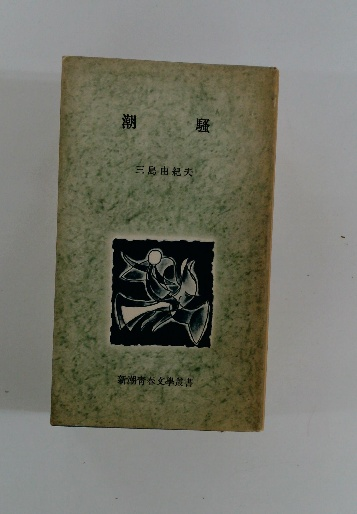 潮 騒
三島由紀夫
新潮青春文學叢書